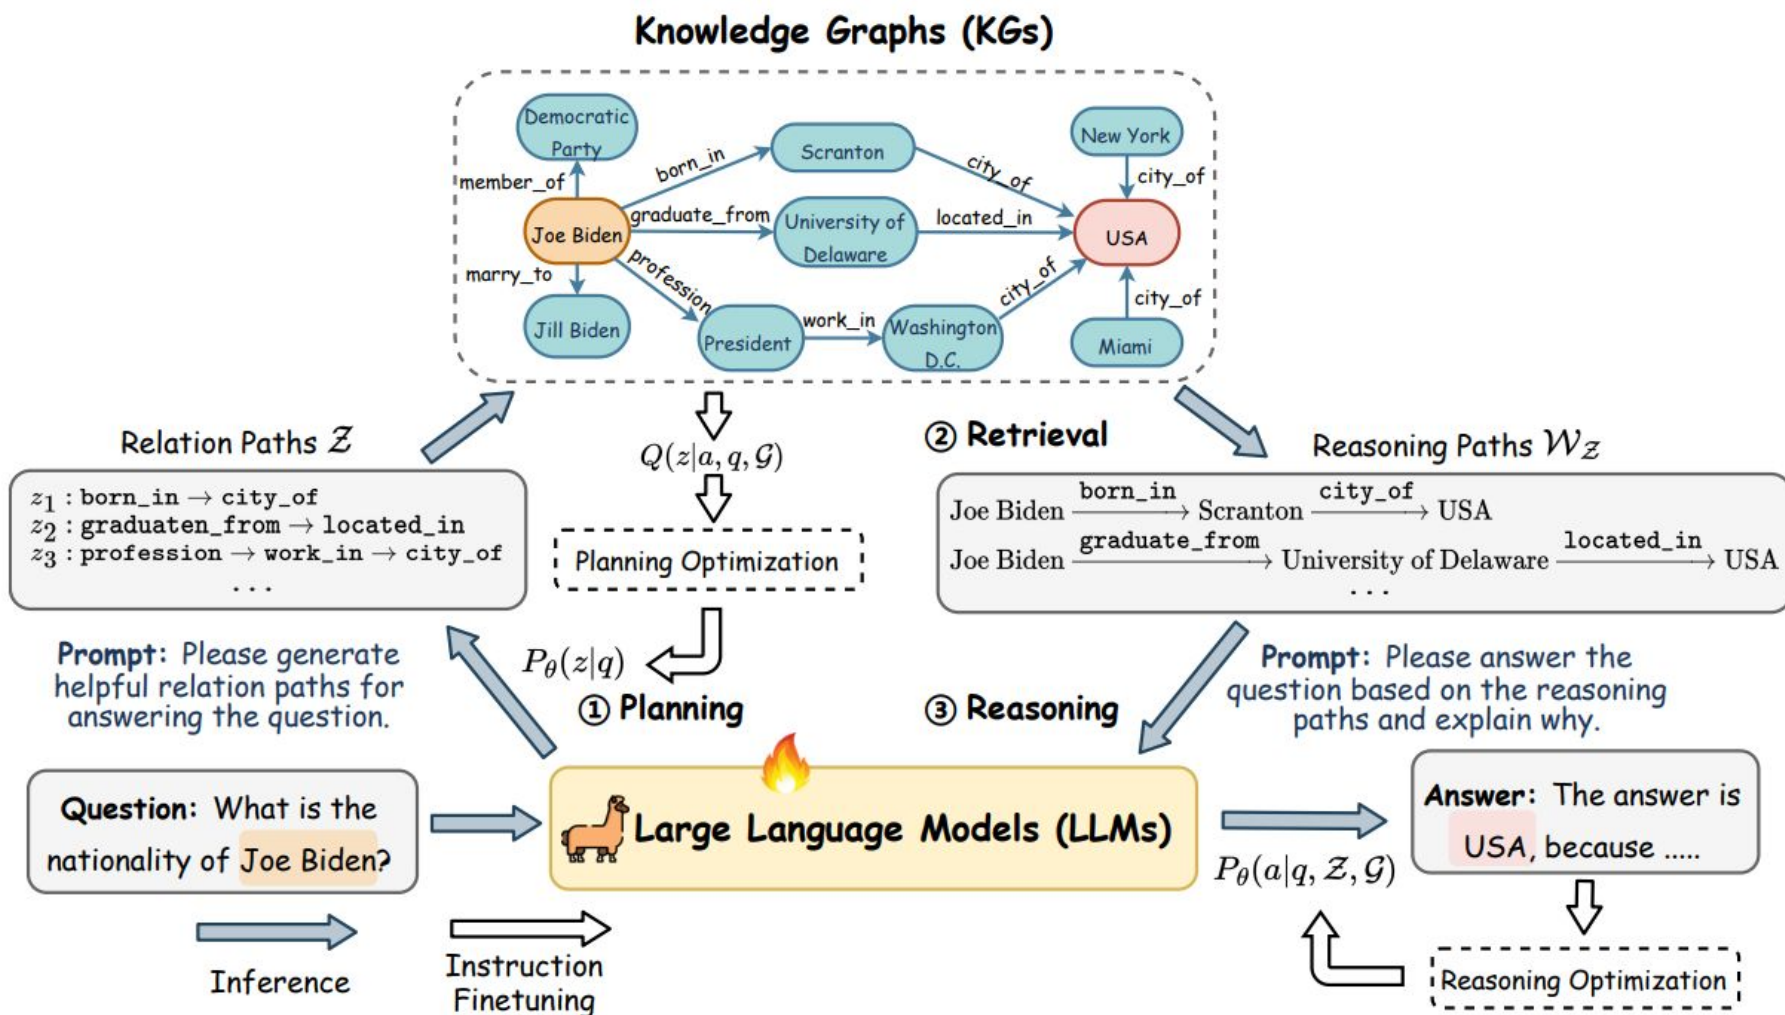 Knowledge Graphs (KGs)
Democratic
Party
member_of
Joe Biden
marry_to
Jill Biden
born_in
Scranton
city_of
graduate_from
University of
Delaware
located_in
profession
President
work_in
Washington
D.C.
city_of
New York
city_of
USA
city_of
Miami
Relation Paths Z
z1 : born_in → city_of
z2 : graduaten_from → located_in
z3 : profession → work_in → city_of
...
Q(z|a, q, G)
Planning Optimization
Pθ(z|q)
① Planning
② Retrieval
Reasoning Paths WZ
Joe Biden born_in → Scranton city_of → USA
Joe Biden graduate_from → University of Delaware located_in → USA
...
Prompt: Please generate
helpful relation paths for
answering the question.
③ Reasoning
Prompt: Please answer the
question based on the reasoning
paths and explain why.
Question: What is the
nationality of Joe Biden?
Large Language Models (LLMs)
Pθ(a|q, Z, G)
Answer: The answer is
USA, because .....
Reasoning Optimization
Inference
Instruction
Finetuning